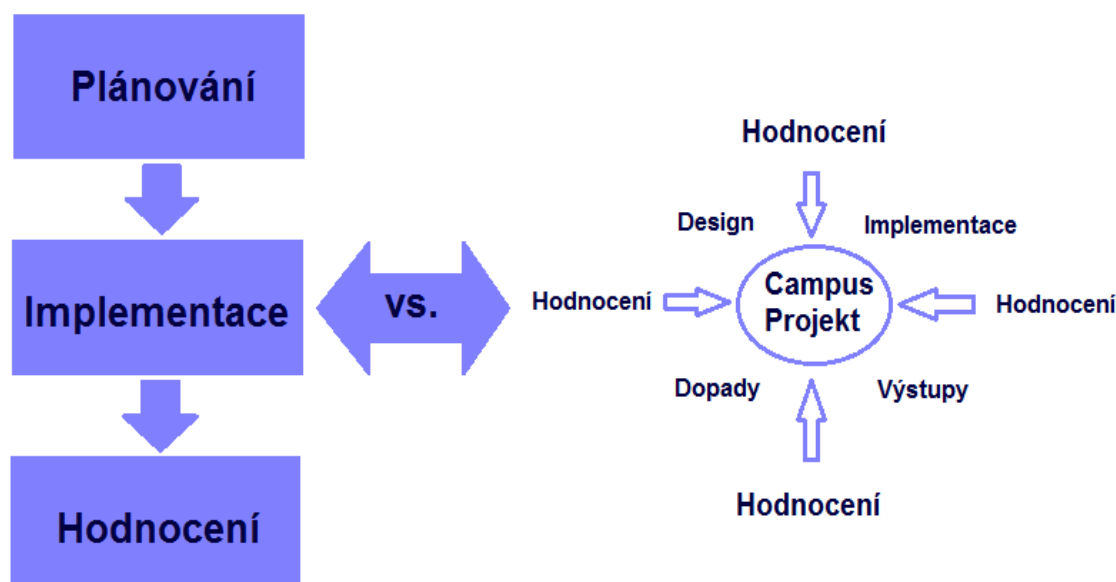 Plánování
Implementace
Hodnocení
vs.
Hodnocení
Design
Implementace
Hodnocení
Campus
Projekt
Hodnocení
Dopady
Výstupy
Hodnocení